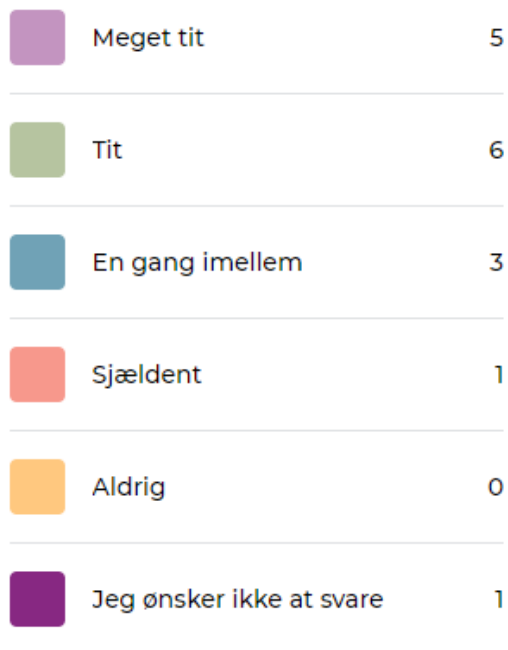 Meget tit 5
Tit 6
En gang imellem 3
Sjældent 1
Aldrig 0
Jeg ønsker ikke at svare 1